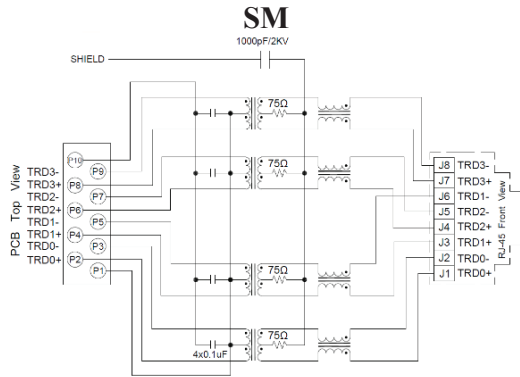 SM
1000pF/2KV
SHIELD
75Ω
75Ω
75Ω
75Ω
4x0.1uF
PCB Top View
TRD3-
TRD3+
TRD2-
TRD2+
TRD1-
TRD1+
TRD0-
TRD0+
P10
P9
P8
P7
P6
P5
P4
P3
P2
P1
J8 TRD3-
J7 TRD3+
J6 TRD1-
J5 TRD2-
J4 TRD2+
J3 TRD1+
J2 TRD0-
J1 TRD0+
RJ-45 Front View